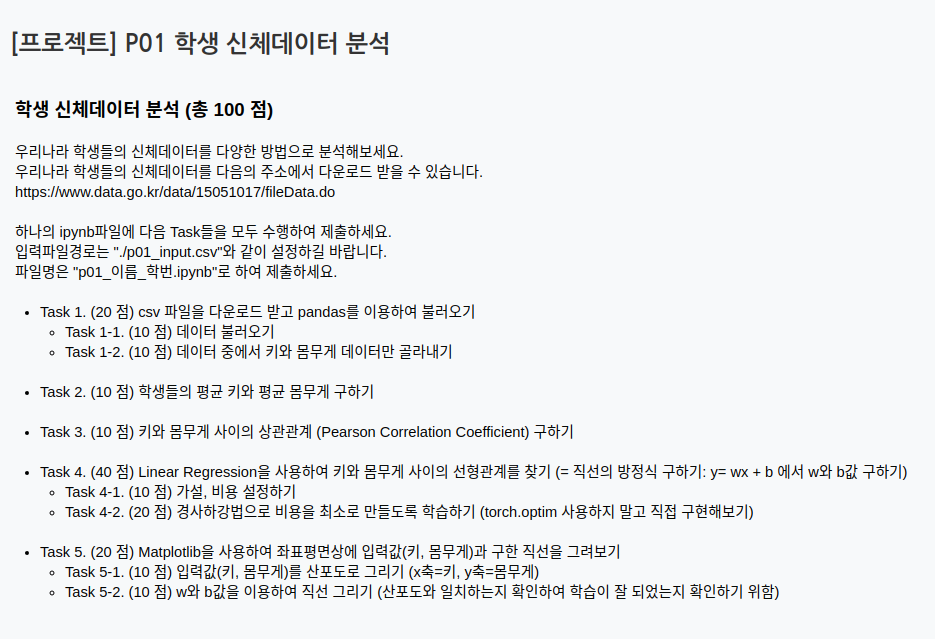 [프로젝트] P01 학생 신체데이터 분석
학생 신체데이터 분석 (총 100 점)
우리나라 학생들의 신체데이터를 다양한 방법으로 분석해보세요.
우리나라 학생들의 신체데이터를 다음의 주소에서 다운로드 받을 수 있습니다.
https://www.data.go.kr/data/15051017/fileData.do
하나의 ipynb파일에 다음 Task들을 모두 수행하여 제출하세요.
입력파일경로는 "./p01_input.csv"와 같이 설정하길 바랍니다.
파일명은 "p01_이름_학번.ipynb"로 하여 제출하세요.
• Task 1. (20 점) csv 파일을 다운로드 받고 pandas를 이용하여 불러오기
◦ Task 1-1. (10 점) 데이터 불러오기
◦ Task 1-2. (10 점) 데이터 중에서 키와 몸무게 데이터만 골라내기
• Task 2. (10 점) 학생들의 평균 키와 평균 몸무게 구하기
• Task 3. (10 점) 키와 몸무게 사이의 상관관계 (Pearson Correlation Coefficient) 구하기
• Task 4. (40 점) Linear Regression을 사용하여 키와 몸무게 사이의 선형관계를 찾기 (= 직선의 방정식 구하기: y= wx + b 에서 w와 b값 구하기)
◦ Task 4-1. (10 점) 가설, 비용 설정하기
◦ Task 4-2. (20 점) 경사하강법으로 비용을 최소로 만들도록 학습하기 (torch.optim 사용하지 말고 직접 구현해보기)
• Task 5. (20 점) Matplotlib을 사용하여 좌표평면상에 입력값(키, 몸무게)과 구한 직선을 그려보기
◦ Task 5-1. (10 점) 입력값(키, 몸무게)를 산포도로 그리기 (x축=키, y축=몸무게)
◦ Task 5-2. (10 점) w와 b값을 이용하여 직선 그리기 (산포도와 일치하는지 확인하여 학습이 잘 되었는지 확인하기 위함)